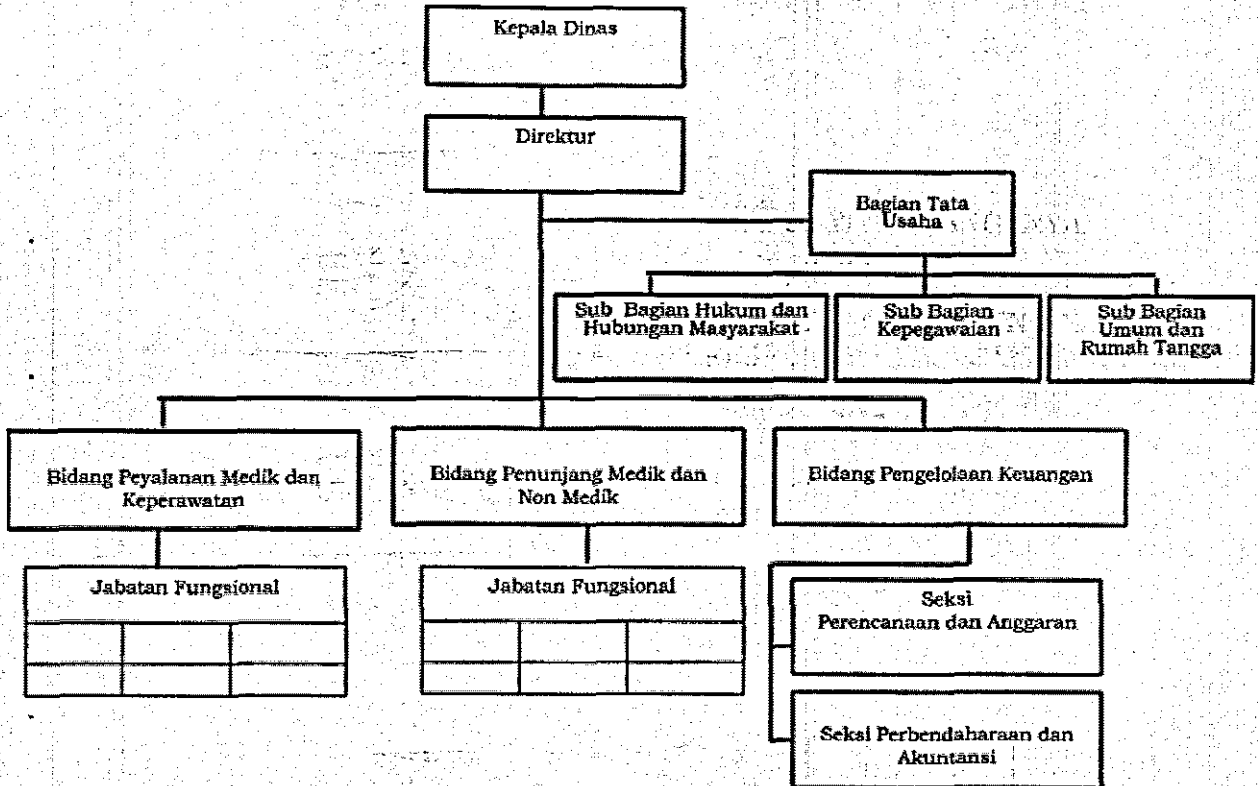 Kepala Dinas
Direktur
Bagian Tata
Usaha
Sub Bagian Hukum dan
Hubungan Masyarakat
Sub Bagian
Kepegawaian
Sub Bagian
Umum dan
Rumah Tangga
Bidang Peyalanan Medik dan
Keperawatan
Bidang Penunjang Medik dan
Non Medik
Bidang Pengelolaan Keuangan
Jabatan Fungsional
Jabatan Fungsional
Seksi
Perencanaan dan Anggaran
Seksi Perbendaharaan dan
Akuntansi